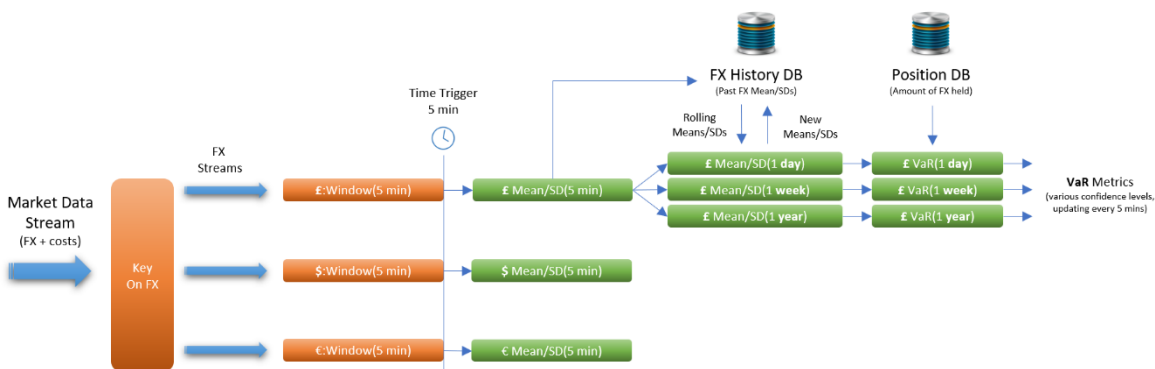 FX History DB
(Past FX Mean/SDs)
Position DB
(Amount of FX held)
Time Trigger
5 min
Rolling
Means/SDs
New
Means/SDs
FX
Streams
Market Data
Stream
(FX + costs)
Key
On FX
£:Window(5 min)
£ Mean/SD(5 min)
£ Mean/SD(1 day)
£ VaR(1 day)
£ Mean/SD(1 week)
£ VaR(1 week)
£ Mean/SD(1 year)
£ VaR(1 year)
VaR Metrics
(various confidence levels,
updating every 5 mins)
$:Window(5 min)
$ Mean/SD(5 min)
€:Window(5 min)
€ Mean/SD(5 min)